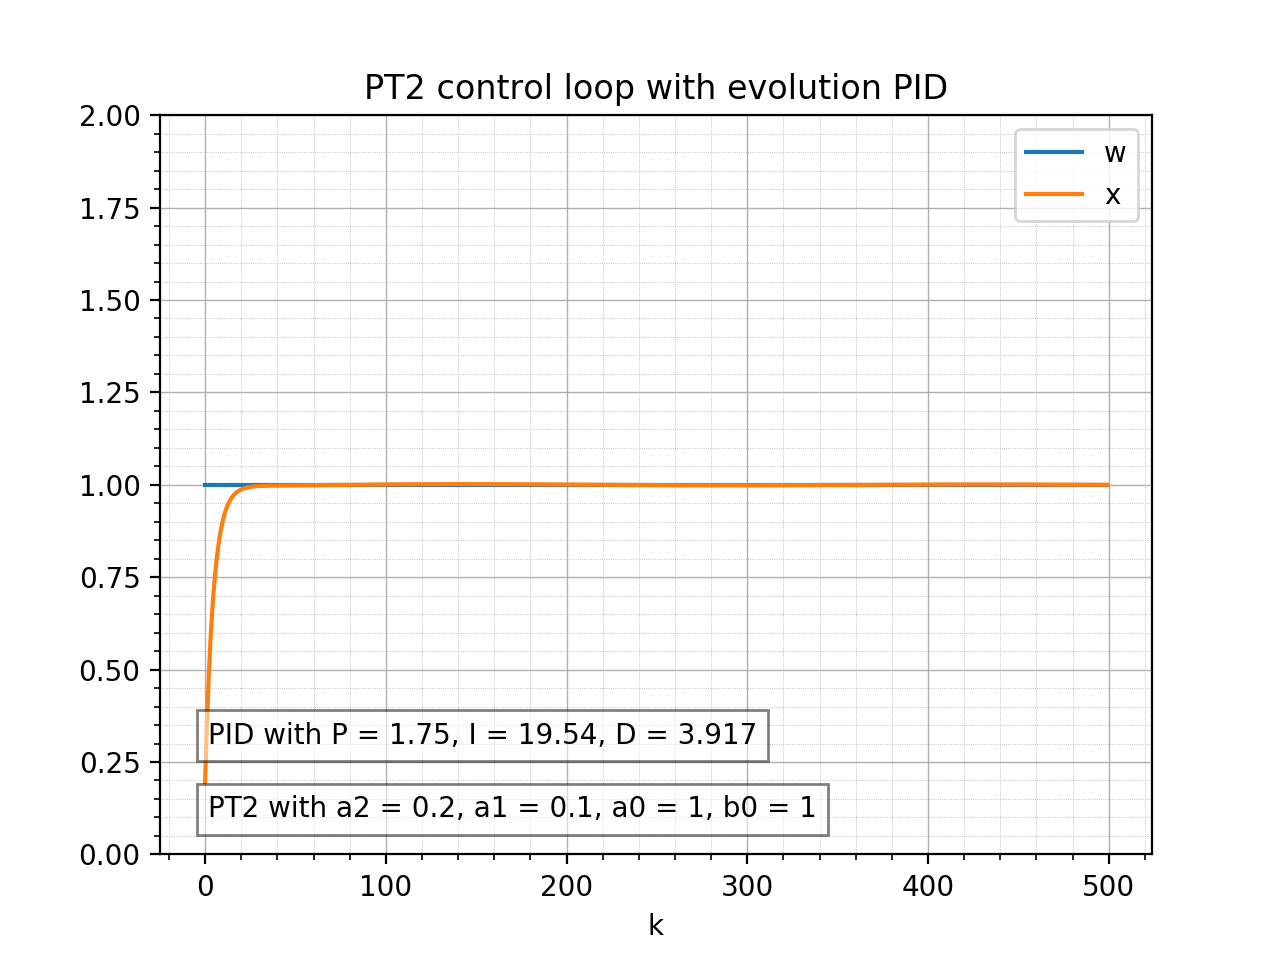 PT2 control loop with evolution PID
2.00
1.75
1.50
1.25
1.00
0.75
0.50
0.25
0.00
w
x
PID with P = 1.75, I = 19.54, D = 3.917
PT2 with a2 = 0.2, a1 = 0.1, a0 = 1, b0 = 1
0 100 200 300 400 500
k